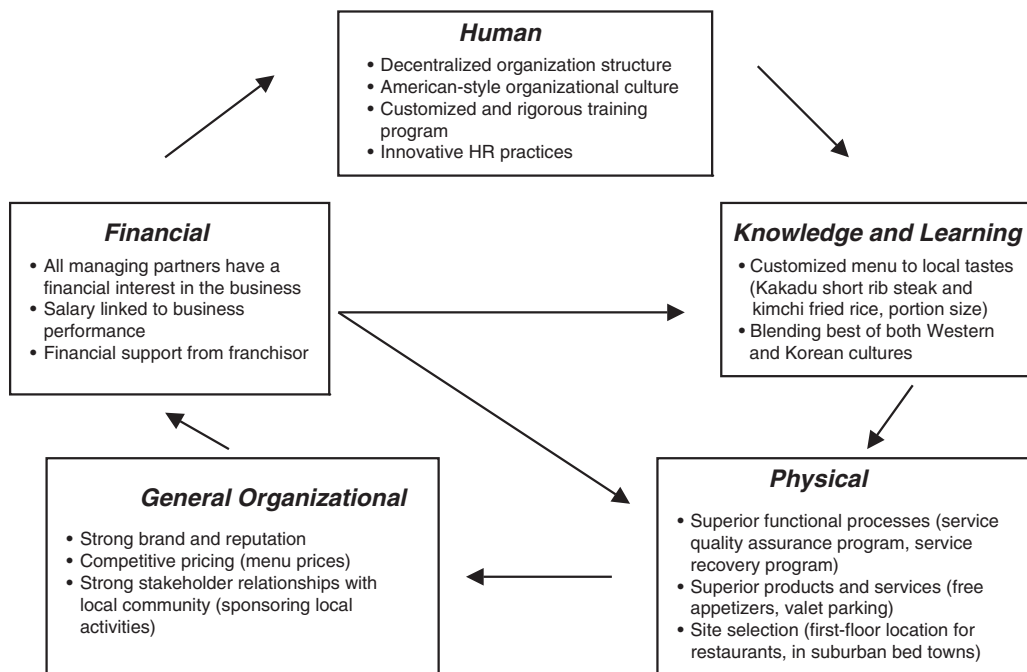 Human
• Decentralized organization structure
• American-style organizational culture
• Customized and rigorous training
program
• Innovative HR practices
Financial
• All managing partners have a
financial interest in the business
• Salary linked to business
performance
• Financial support from franchisor
Knowledge and Learning
• Customized menu to local tastes
(Kakadu short rib steak and
kimchi fried rice, portion size)
• Blending best of both Western
and Korean cultures
General Organizational
• Strong brand and reputation
• Competitive pricing (menu prices)
• Strong stakeholder relationships with
local community (sponsoring local
activities)
Physical
• Superior functional processes (service
quality assurance program, service
recovery program)
• Superior products and services (free
appetizers, valet parking)
• Site selection (first-floor location for
restaurants, in suburban bed towns)